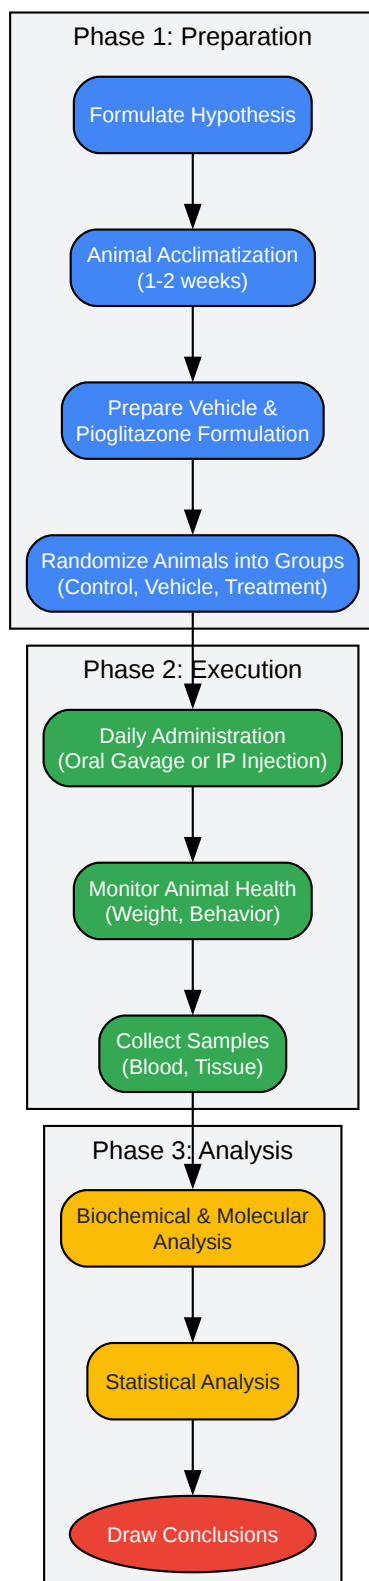 Phase 1: Preparation
Formulate Hypothesis
Animal Acclimatization
(1-2 weeks)
Prepare Vehicle &
Pioglitazone Formulation
Randomize Animals into Groups
(Control, Vehicle, Treatment)
Phase 2: Execution
Daily Administration
(Oral Gavage or IP Injection)
Monitor Animal Health
(Weight, Behavior)
Collect Samples
(Blood, Tissue)
Phase 3: Analysis
Biochemical & Molecular
Analysis
Statistical Analysis
Draw Conclusions